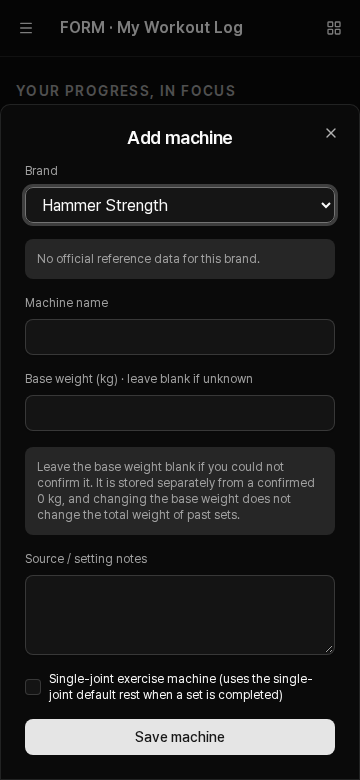 FORM · My Workout Log
YOUR PROGRESS, IN FOCUS
Add machine
Brand
Hammer Strength
No official reference data for this brand.
Machine name
Base weight (kg) · leave blank if unknown
Leave the base weight blank if you could not
confirm it. It is stored separately from a confirmed
0 kg, and changing the base weight does not
change the total weight of past sets.
Source / setting notes
Single-joint exercise machine (uses the single-
joint default rest when a set is completed)
Save machine